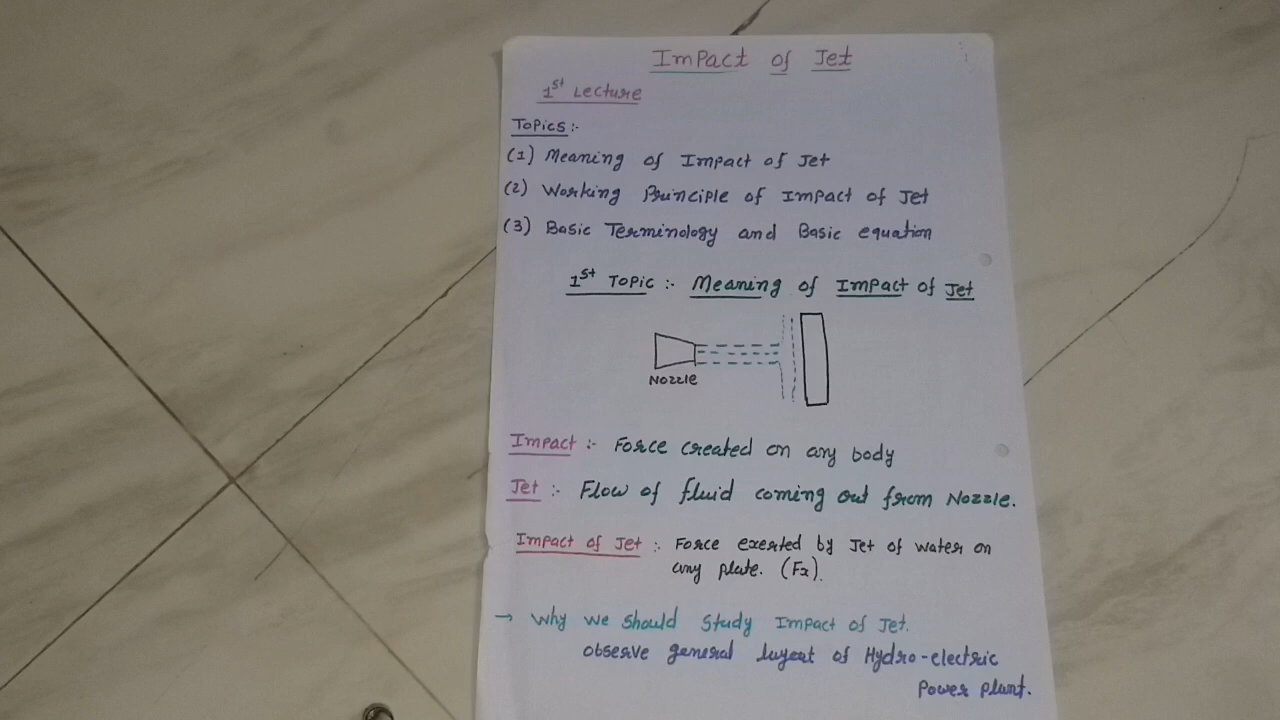 Impact of Jet
1st Lecture
Topics:-
(1) Meaning of Impact of Jet
(2) Working Principle of Impact of Jet
(3) Basic Terminology and Basic equation
1st Topic :- Meaning of Impact of Jet
Nozzle
Impact :- Force created on any body
Jet :- Flow of fluid coming out from Nozzle.
Impact of Jet :- Force exerted by Jet of water on
any plate. (Fx).
→ Why we should study Impact of Jet.
observe general layout of Hydro-electric
Power plant.